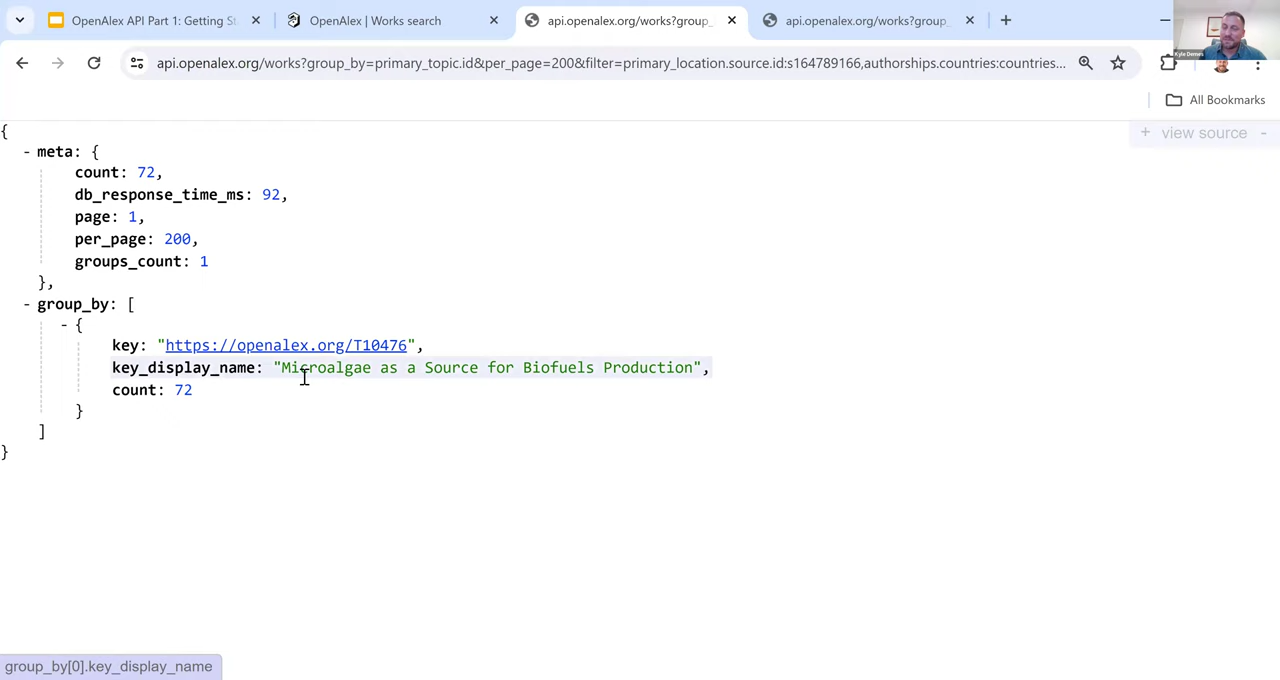 OpenAlex API Part 1: Getting St
OpenAlex | Works search
api.openalex.org/works?group_
api.openalex.org/works?group_
Kyle Demes
api.openalex.org/works?group_by=primary_topic.id&per_page=200&filter=primary_location.source.id:s164789166,authorships.countries:countries...
All Bookmarks
{
+ view source -
- meta: {
count: 72,
db_response_time_ms: 92,
page: 1,
per_page: 200,
groups_count: 1
},
- group_by: [
- {
key: "https://openalex.org/T10476",
key_display_name: "Microalgae as a Source for Biofuels Production",
count: 72
}
]
}
group_by[0].key_display_name